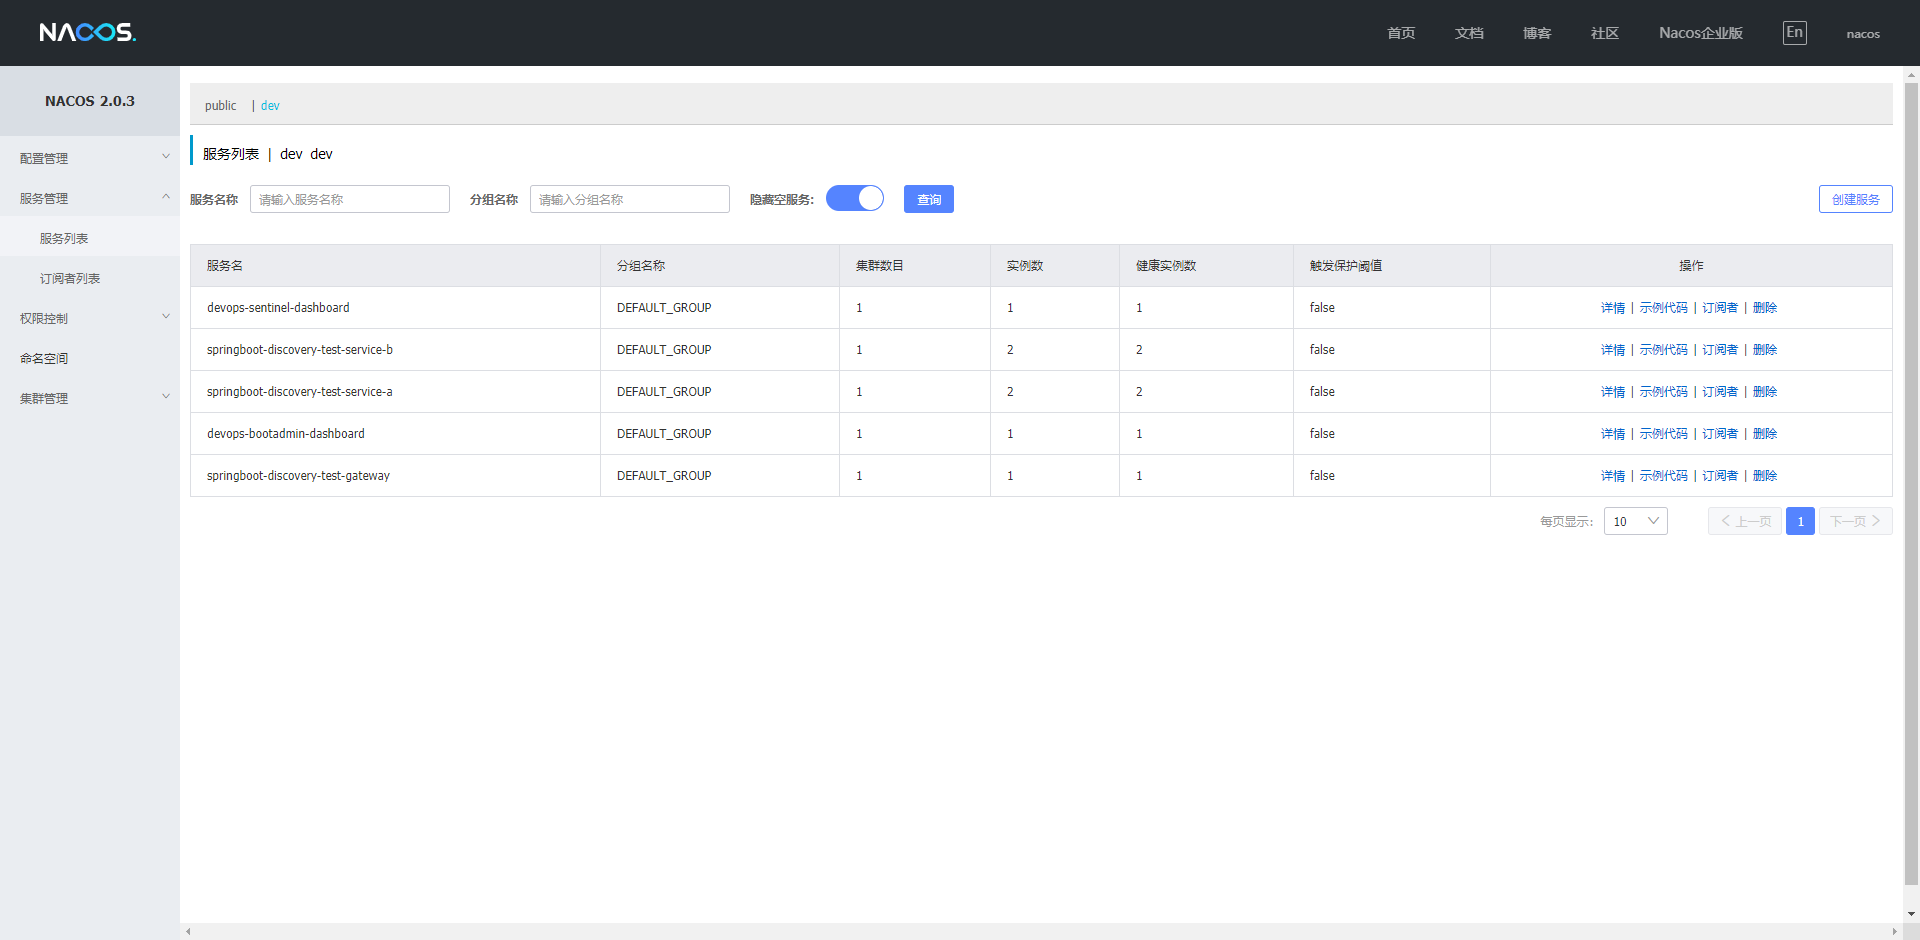 NACOS.
首页 文档 博客 社区 Nacos企业版 En nacos
NACOS 2.0.3
配置管理
服务管理
服务列表
订阅者列表
权限控制
命名空间
集群管理
public | dev
服务列表 | dev dev
服务名称 请输入服务名称 分组名称 请输入分组名称 隐藏空服务: 查询 创建服务
服务名 分组名称 集群数目 实例数 健康实例数 触发保护阈值 操作
devops-sentinel-dashboard DEFAULT_GROUP 1 1 1 false 详情 | 示例代码 | 订阅者 | 删除
springboot-discovery-test-service-b DEFAULT_GROUP 1 2 2 false 详情 | 示例代码 | 订阅者 | 删除
springboot-discovery-test-service-a DEFAULT_GROUP 1 2 2 false 详情 | 示例代码 | 订阅者 | 删除
devops-bootadmin-dashboard DEFAULT_GROUP 1 1 1 false 详情 | 示例代码 | 订阅者 | 删除
springboot-discovery-test-gateway DEFAULT_GROUP 1 1 1 false 详情 | 示例代码 | 订阅者 | 删除
每页显示: 10 上一页 1 下一页